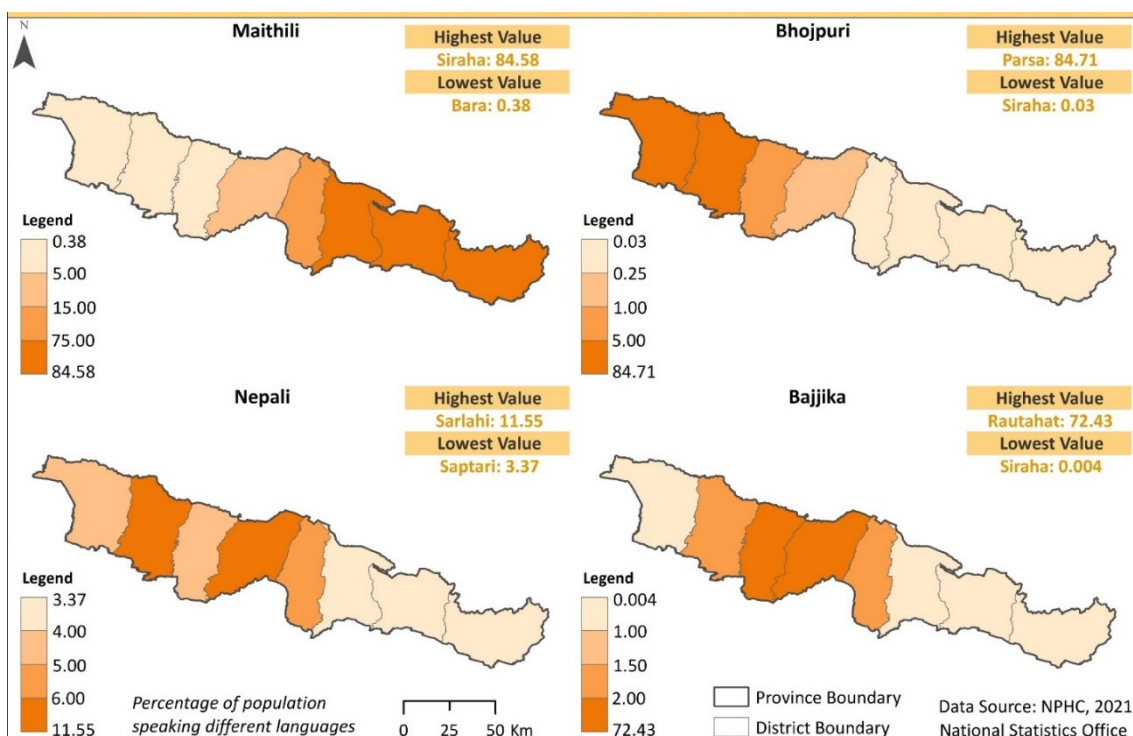 N
Maithili
Highest Value
Siraha: 84.58
Lowest Value
Bara: 0.38
Legend
0.38
5.00
15.00
75.00
84.58
Bhojpuri
Highest Value
Parsa: 84.71
Lowest Value
Siraha: 0.03
Legend
0.03
0.25
1.00
5.00
84.71
Nepali
Highest Value
Sarlahi: 11.55
Lowest Value
Saptari: 3.37
Legend
3.37
4.00
5.00
6.00
11.55
Percentage of population
speaking different languages
0 25 50 Km
Bajjika
Highest Value
Rautahat: 72.43
Lowest Value
Siraha: 0.004
Legend
0.004
1.00
1.50
2.00
72.43
Province Boundary
District Boundary
Data Source: NPHC, 2021
National Statistics Office